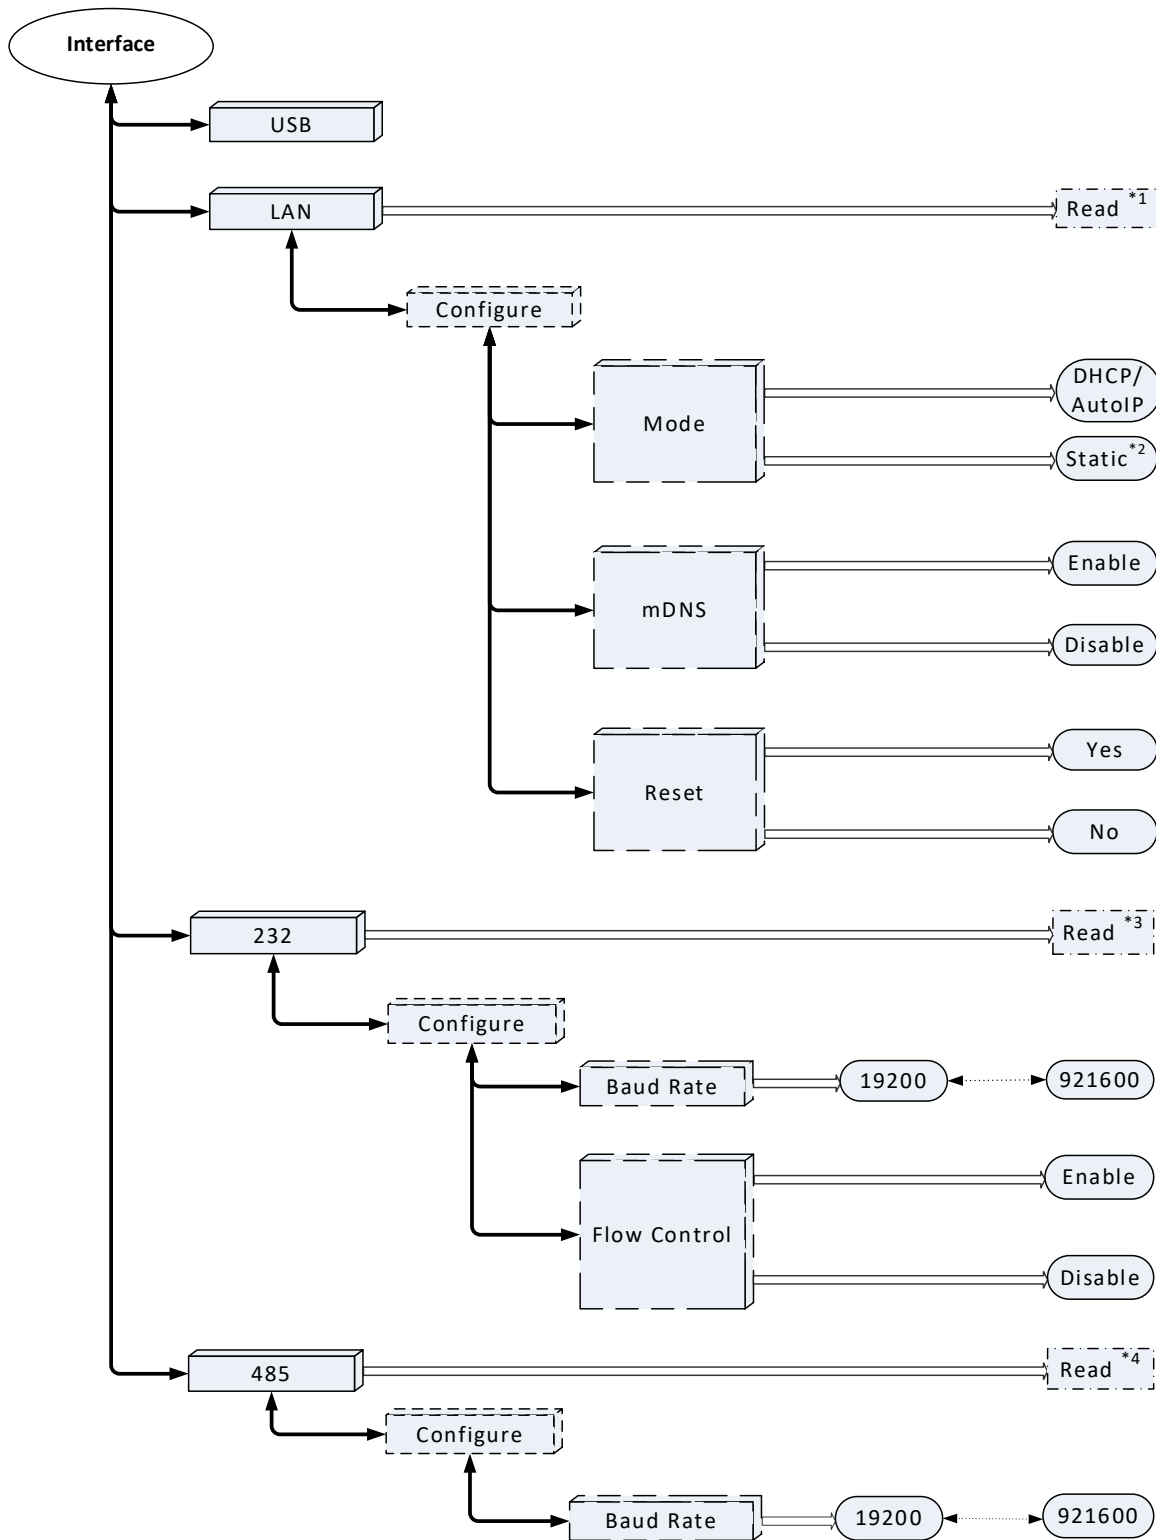 Interface
USB
LAN
Read *1
Configure
Mode
DHCP/
AutoIP
Static*2
mDNS
Enable
Disable
Reset
Yes
No
232
Read *3
Configure
Baud Rate
19200
921600
Flow Control
Enable
Disable
485
Read *4
Configure
Baud Rate
19200
921600